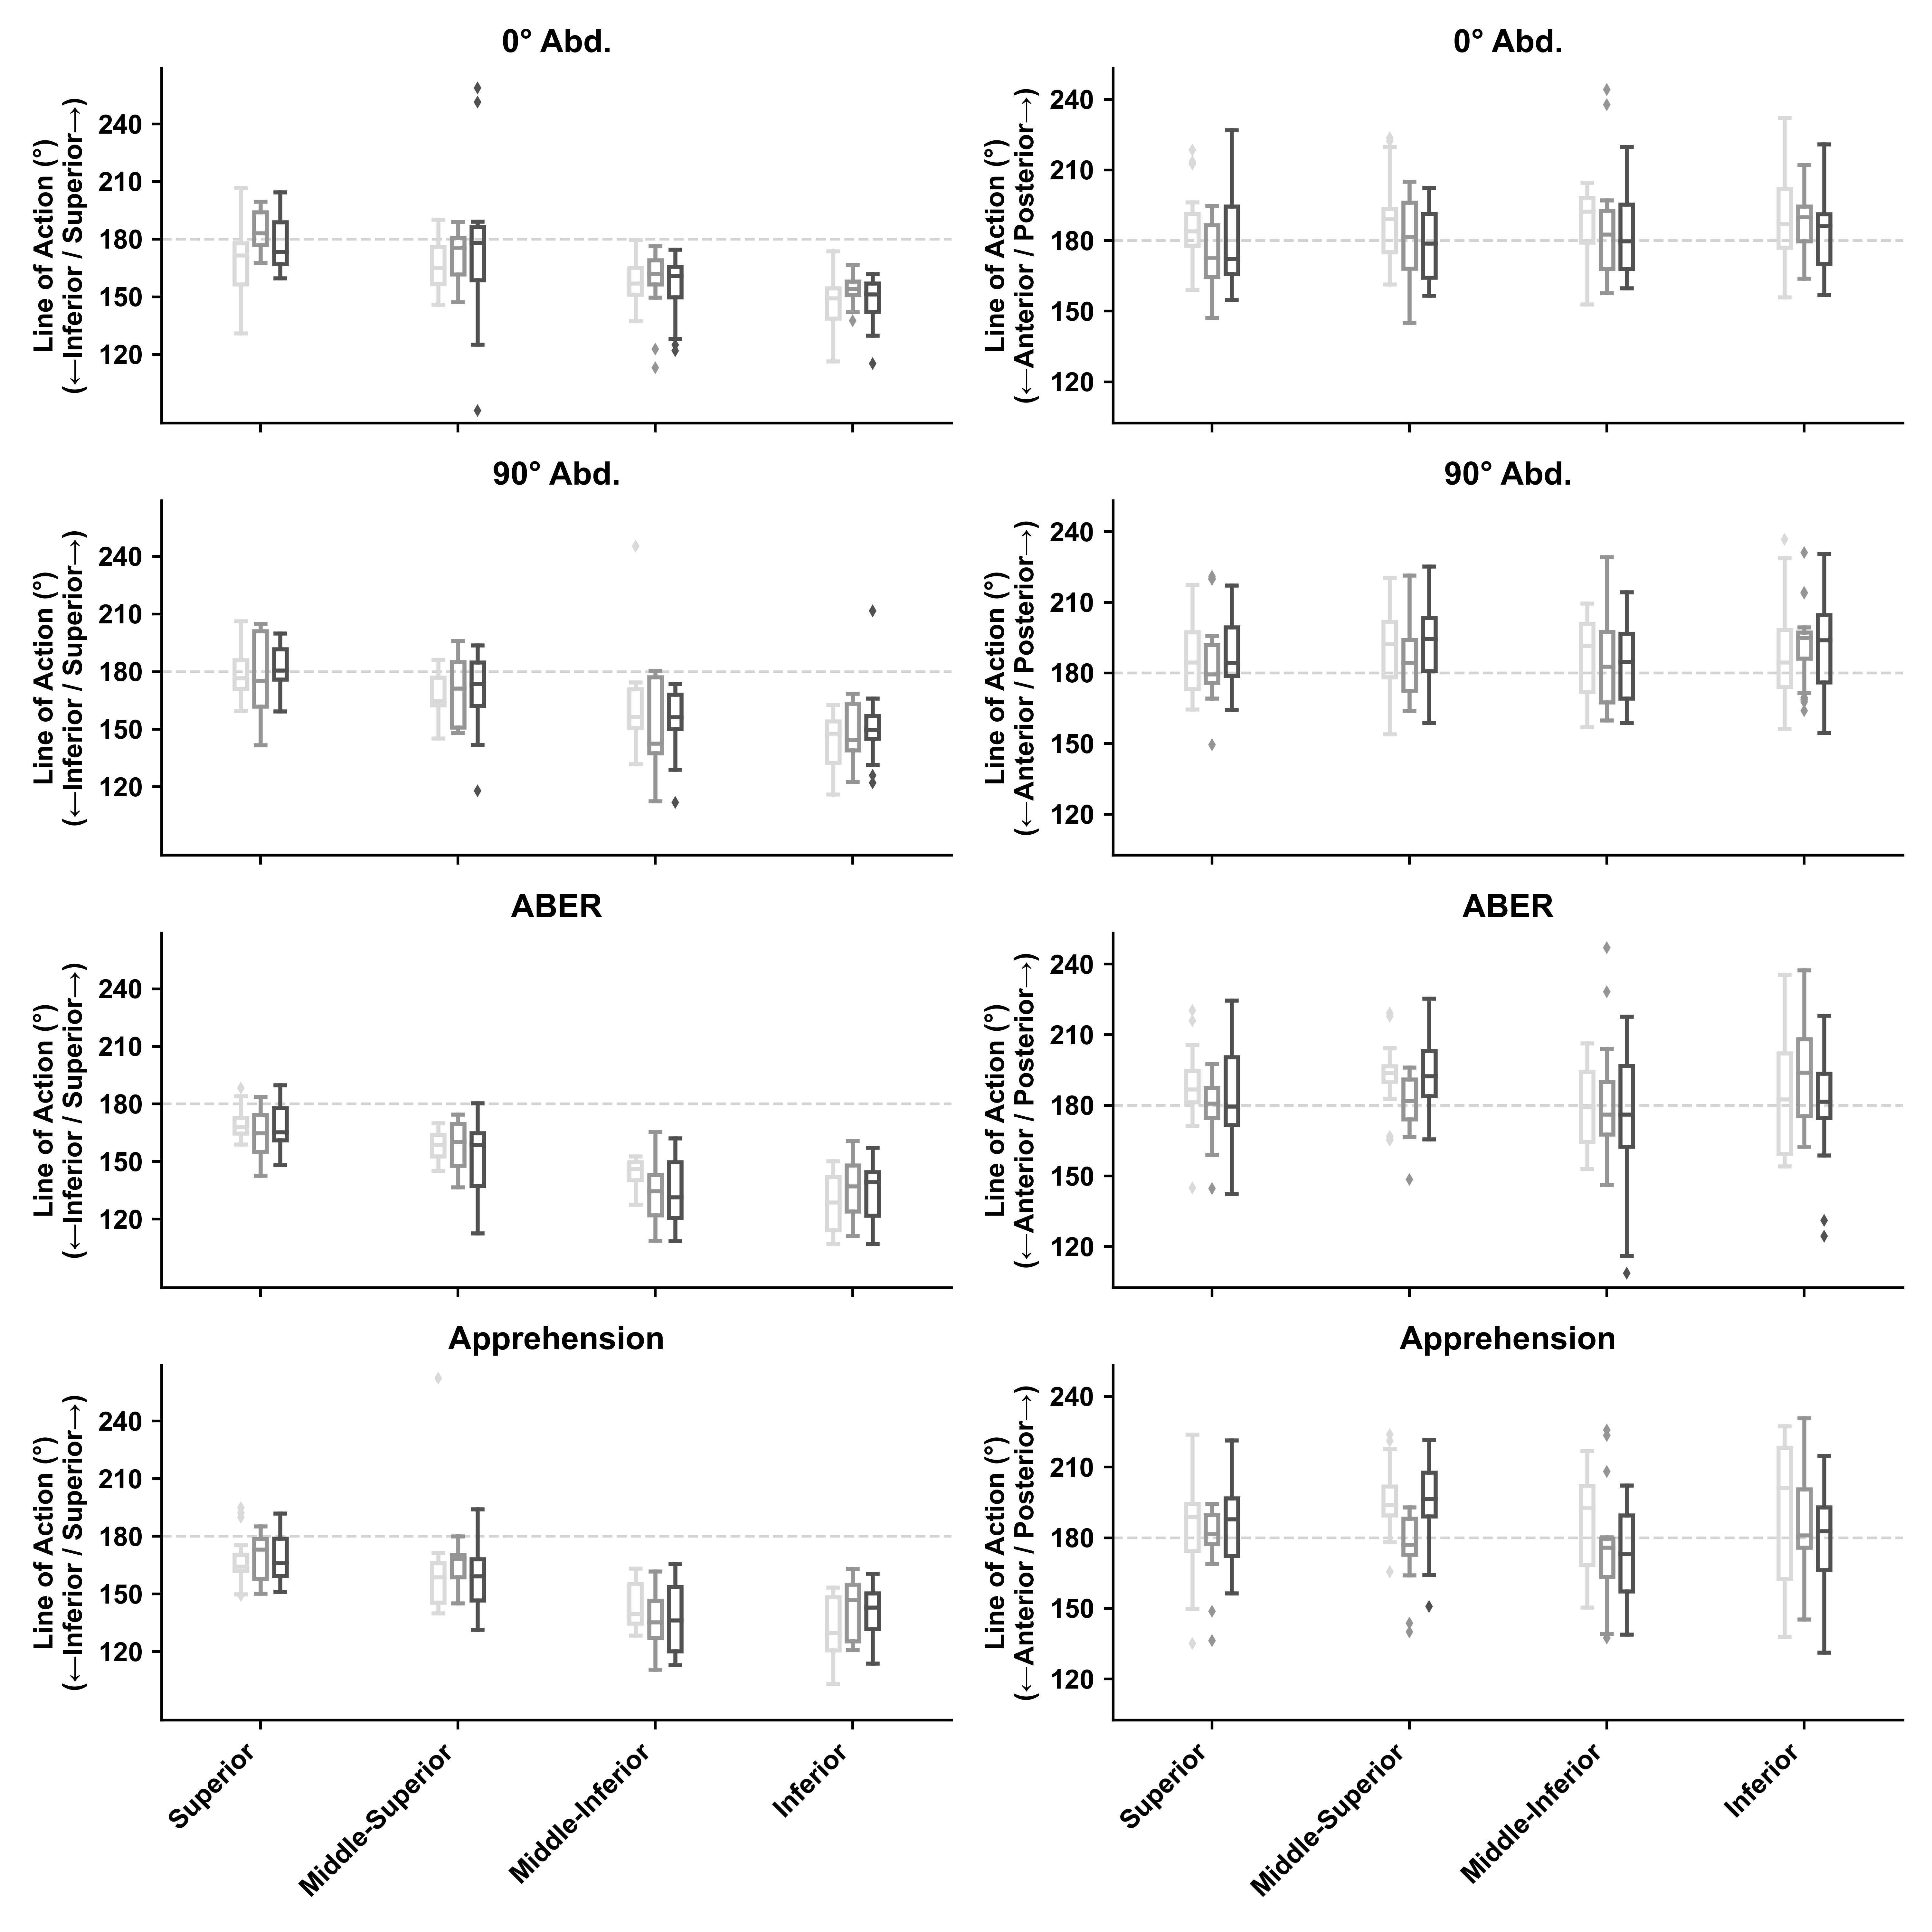 0° Abd.
Line of Action (°)
(←Inferior / Superior→)
240
210
180
150
120
0° Abd.
Line of Action (°)
(←Anterior / Posterior→)
240
210
180
150
120
90° Abd.
Line of Action (°)
(←Inferior / Superior→)
240
210
180
150
120
90° Abd.
Line of Action (°)
(←Anterior / Posterior→)
240
210
180
150
120
ABER
Line of Action (°)
(←Inferior / Superior→)
240
210
180
150
120
ABER
Line of Action (°)
(←Anterior / Posterior→)
240
210
180
150
120
Apprehension
Line of Action (°)
(←Inferior / Superior→)
240
210
180
150
120
Superior
Middle-Superior
Middle-Inferior
Inferior
Apprehension
Line of Action (°)
(←Anterior / Posterior→)
240
210
180
150
120
Superior
Middle-Superior
Middle-Inferior
Inferior